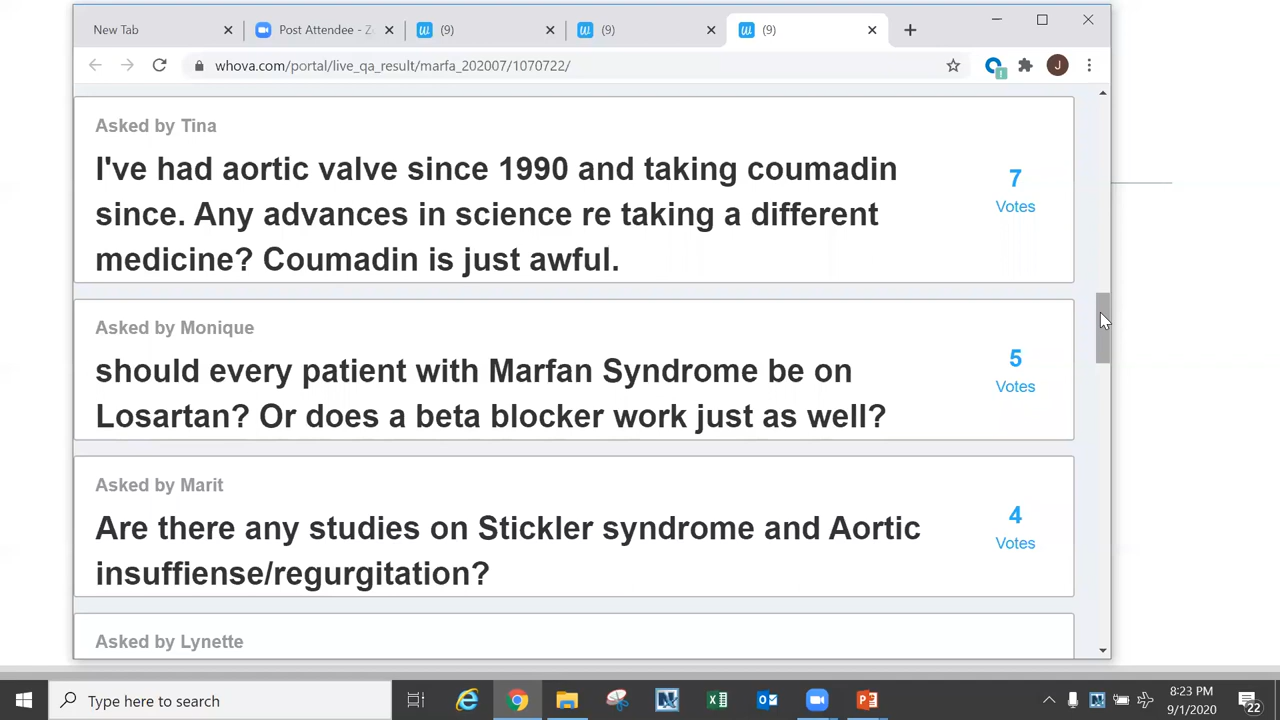 New Tab
Post Attendee - Z
(9)
(9)
(9)
whova.com/portal/live_qa_result/marfa_202007/1070722/
J
Asked by Tina
I've had aortic valve since 1990 and taking coumadin
since. Any advances in science re taking a different
medicine? Coumadin is just awful.
7
Votes
Asked by Monique
should every patient with Marfan Syndrome be on
Losartan? Or does a beta blocker work just as well?
5
Votes
Asked by Marit
Are there any studies on Stickler syndrome and Aortic
insuffiense/regurgitation?
4
Votes
Asked by Lynette
Type here to search
8:23 PM
9/1/2020
22